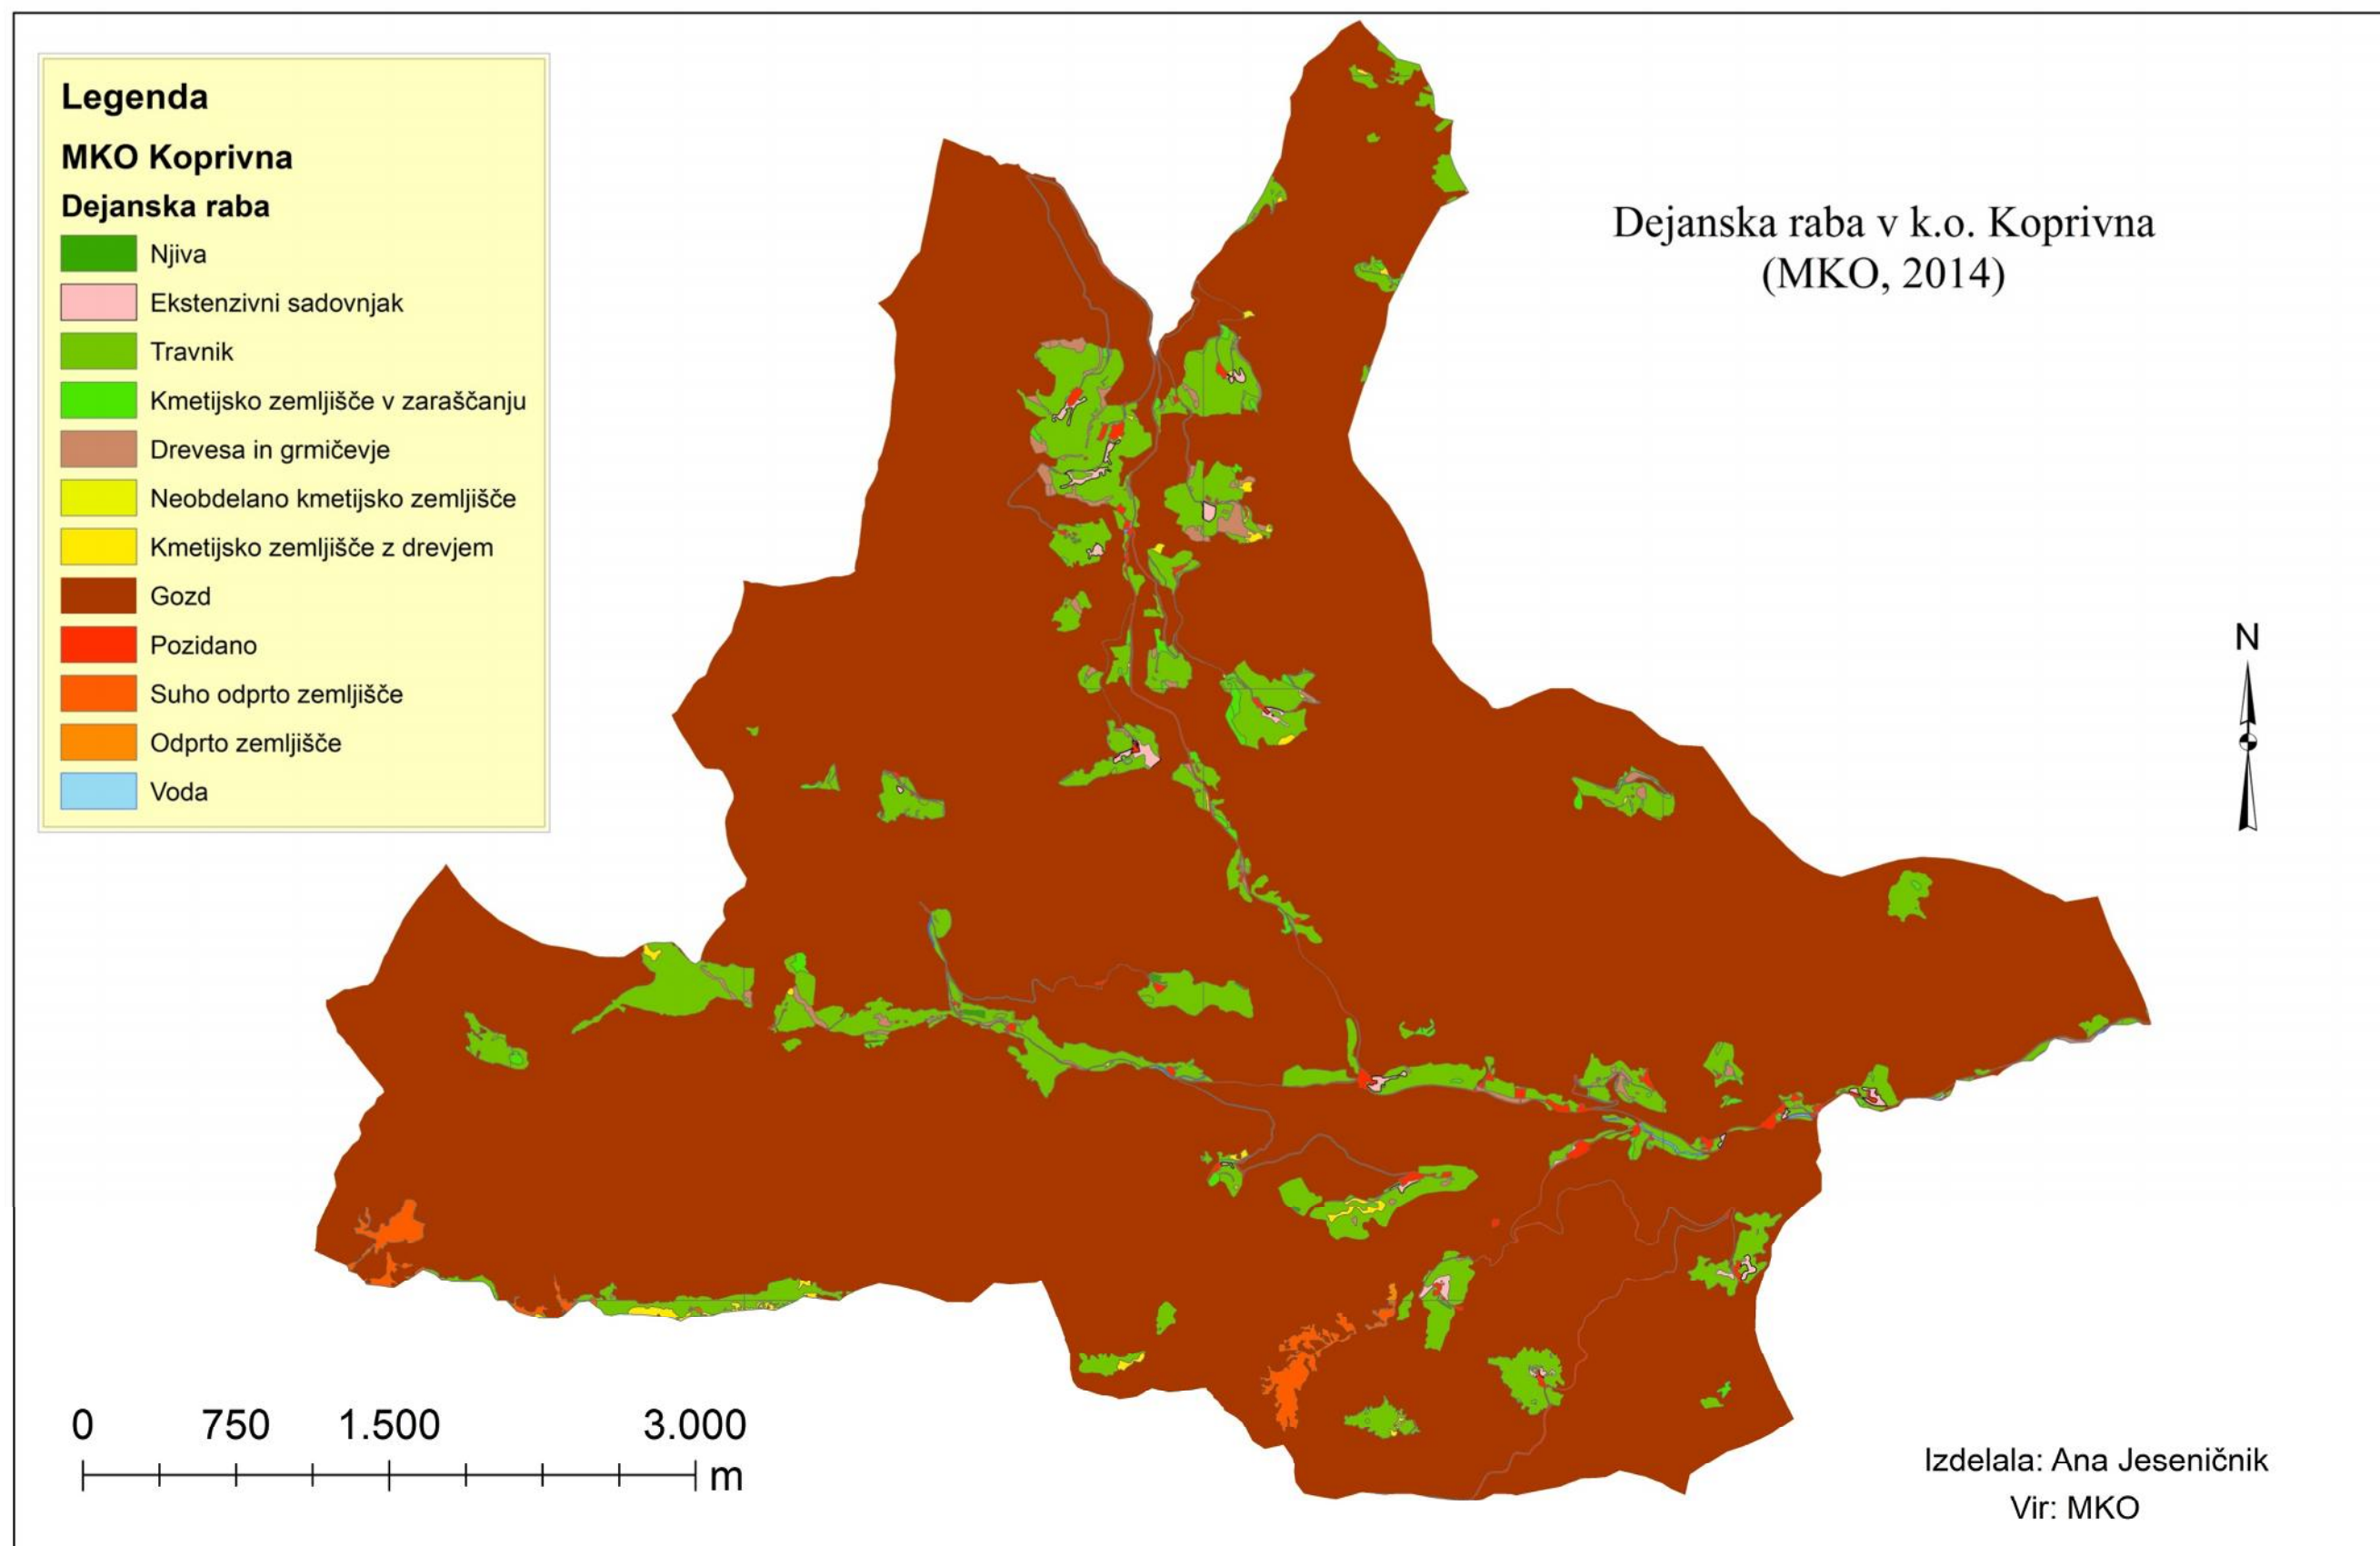 Legenda
MKO Koprivna
Dejanska raba
Njiva
Ekstenzivni sadovnjak
Travnik
Kmetijsko zemljišče v zaraščanju
Drevesa in grmičevje
Neobdelano kmetijsko zemljišče
Kmetijsko zemljišče z drevjem
Gozd
Pozidano
Suho odprto zemljišče
Odprto zemljišče
Voda
Dejanska raba v k.o. Koprivna
(MKO, 2014)
N
0 750 1.500 3.000
m
Izdelala: Ana Jeseničnik
Vir: MKO